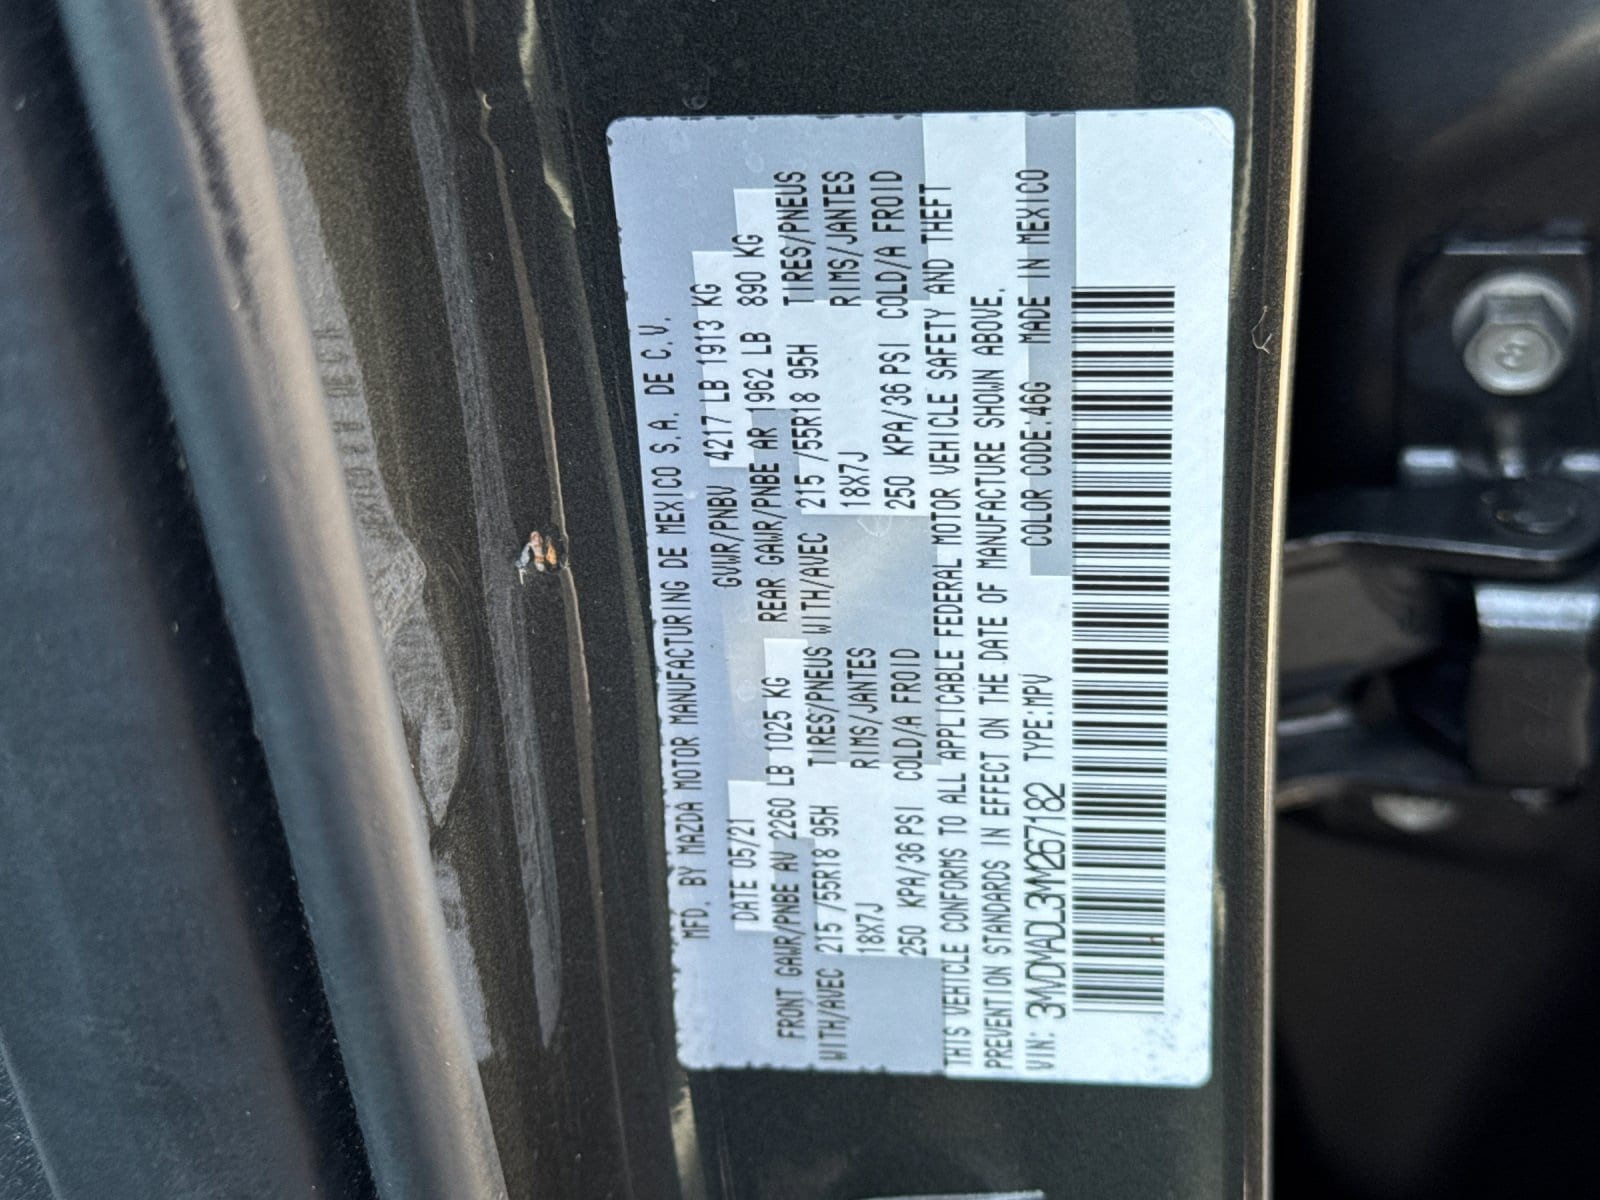 MFD. BY MAZDA MOTOR MANUFACTURING DE MEXICO S.A. DE C.V.
DATE 05/21 GVWR/PNBV 4217 LB 1913 KG
FRONT GAWR/PNBE AV 2260 LB 1025 KG REAR GAWR/PNBE AR 1962 LB 890 KG
WITH/AVEC 215 /55R18 95H TIRES/PNEUS WITH/AVEC 215 /55R18 95H TIRES/PNEUS
18X7J RIMS/JANTES 18X7J RIMS/JANTES
250 KPA/36 PSI COLD/A FROID 250 KPA/36 PSI COLD/A FROID
THIS VEHICLE CONFORMS TO ALL APPLICABLE FEDERAL MOTOR VEHICLE SAFETY AND THEFT
PREVENTION STANDARDS IN EFFECT ON THE DATE OF MANUFACTURE SHOWN ABOVE.
VIN: 3MVDMADL3MM267182 TYPE:MPV COLOR CODE:46G MADE IN MEXICO
8